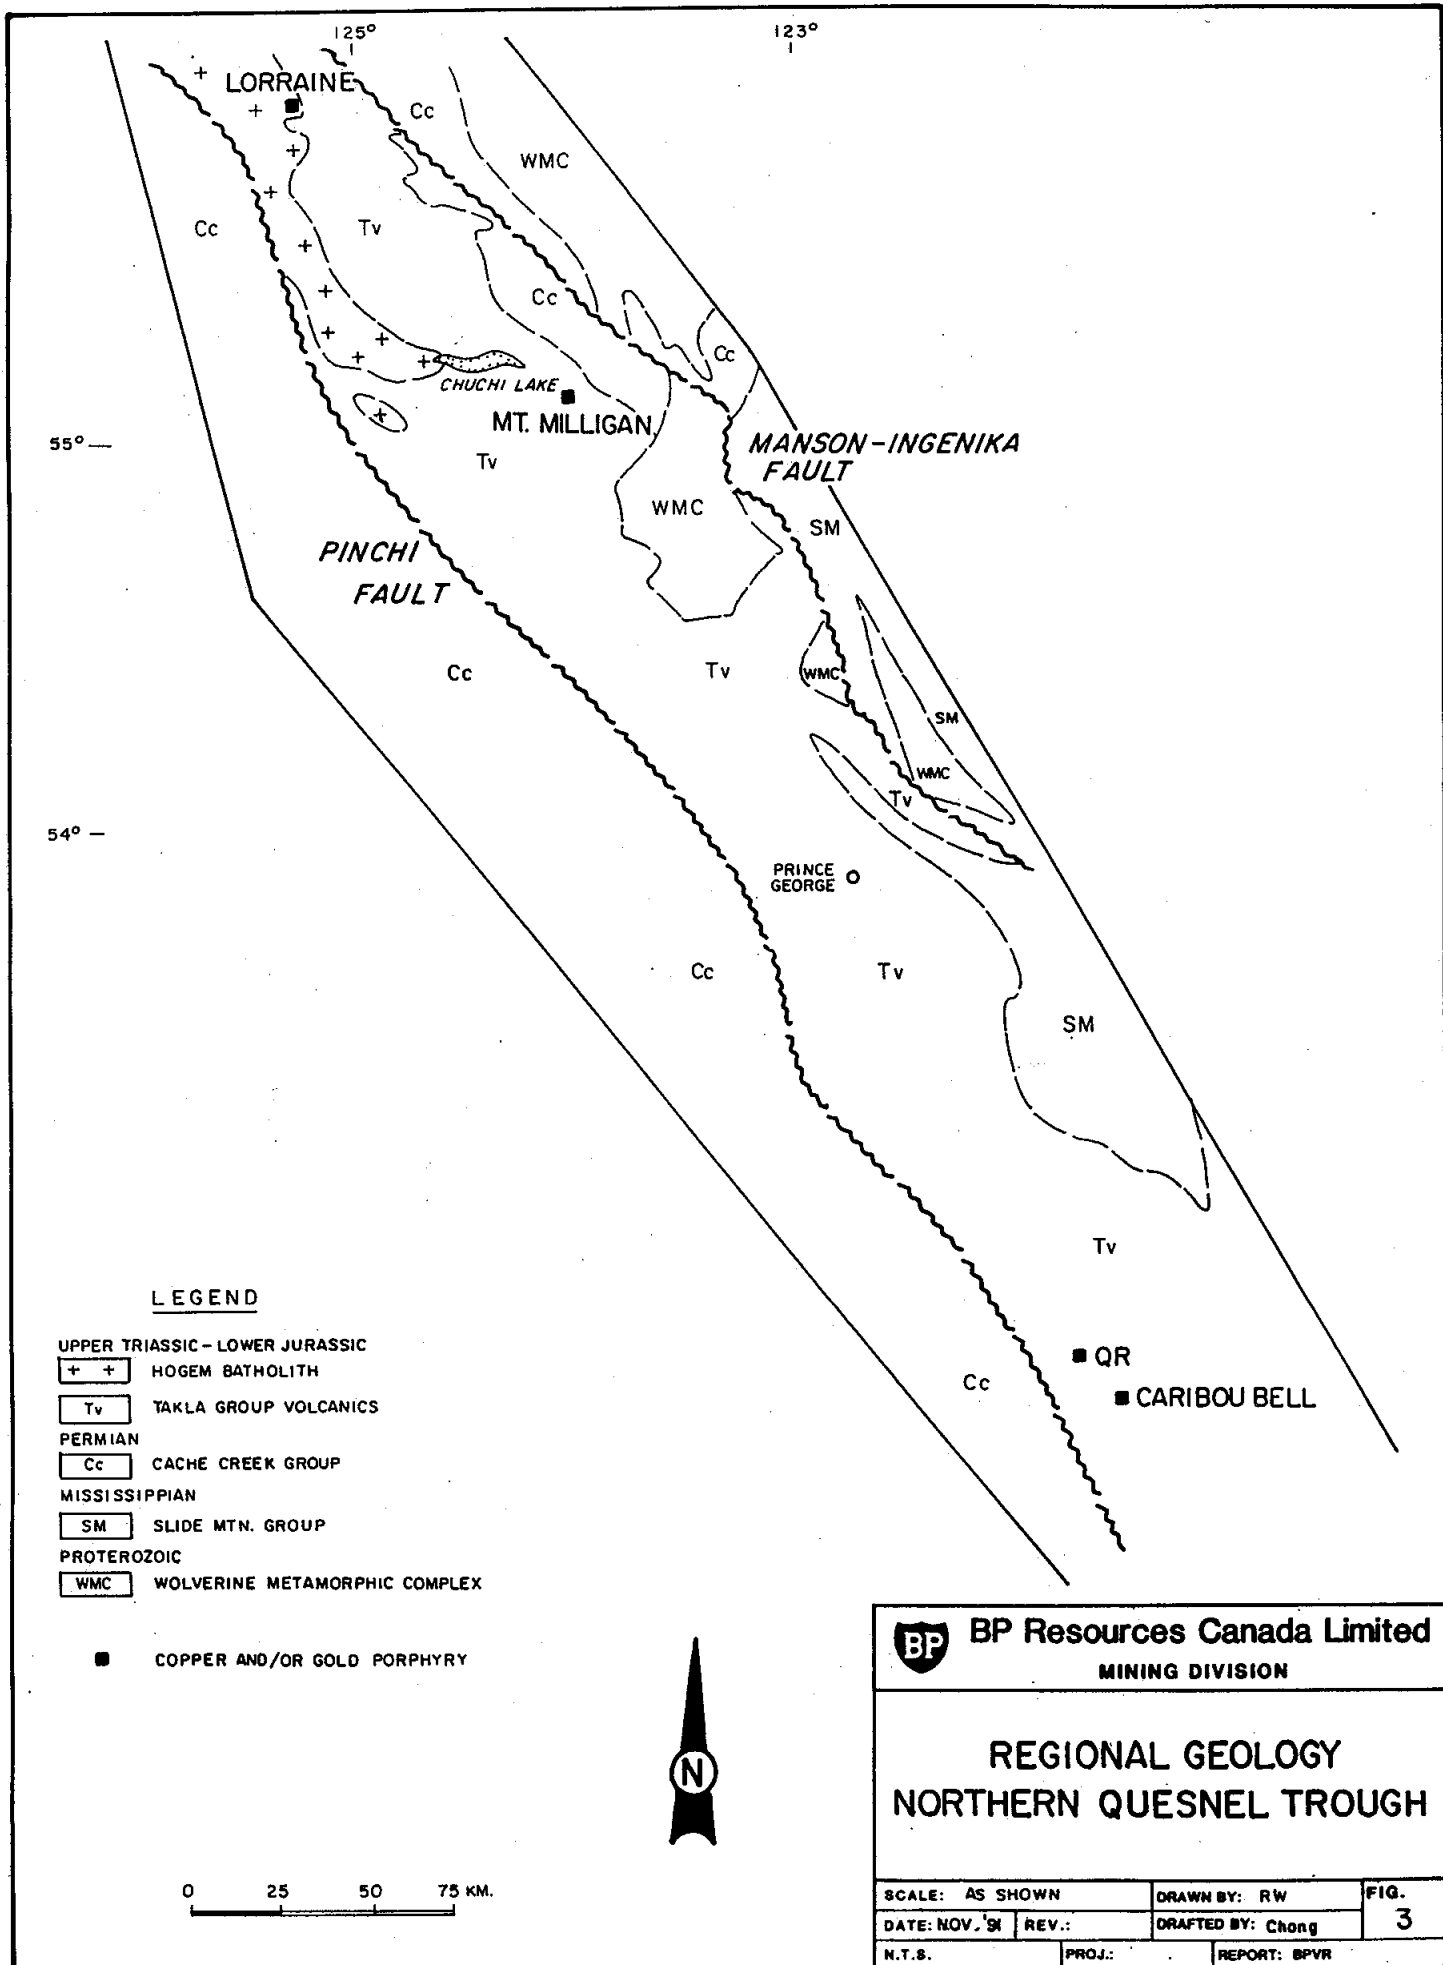 125°
123°
LORRAINE
Cc
WMC
Cc
Tv
Cc
Cc
CHUCHI LAKE
MT. MILLIGAN
55°
MANSON-INGENIKA
FAULT
Tv
WMC
SM
PINCHI
FAULT
Cc
Tv
WMC
SM
WMC
Tv
54°
PRINCE
GEORGE
Cc
Tv
SM
Tv
QR
Cc
CARIBOU BELL
LEGEND
UPPER TRIASSIC-LOWER JURASSIC
+ + HOGEM BATHOLITH
Tv TAKLA GROUP VOLCANICS
PERMIAN
Cc CACHE CREEK GROUP
MISSISSIPPIAN
SM SLIDE MTN. GROUP
PROTEROZOIC
WMC WOLVERINE METAMORPHIC COMPLEX
COPPER AND/OR GOLD PORPHYRY
N
0 25 50 75 KM.
BP BP Resources Canada Limited
MINING DIVISION
REGIONAL GEOLOGY
NORTHERN QUESNEL TROUGH
SCALE: AS SHOWN DRAWN BY: RW FIG.
DATE: NOV. '91 REV.: DRAFTED BY: Chong 3
N.T.S. PROJ.: REPORT: BPVR